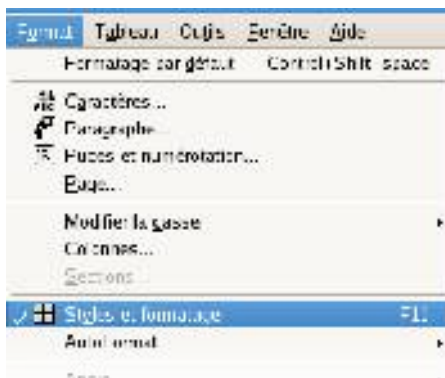 Format Tableau Outils Fenêtre Aide
Formatage par défaut Control+Shift space
Caractères...
Paragraphe...
Puces et numérotation...
Page...
Modifier la casse
Colonnes...
Sections...
Styles et formatage F11
AutoFormat